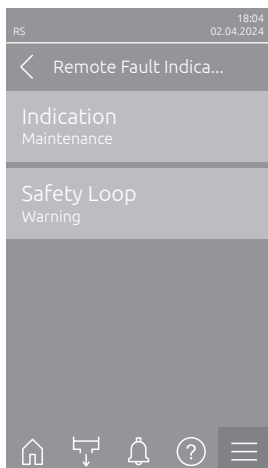 18:04
RS 02.04.2024
Remote Fault Indica...
Indication
Maintenance
Safety Loop
Warning
?